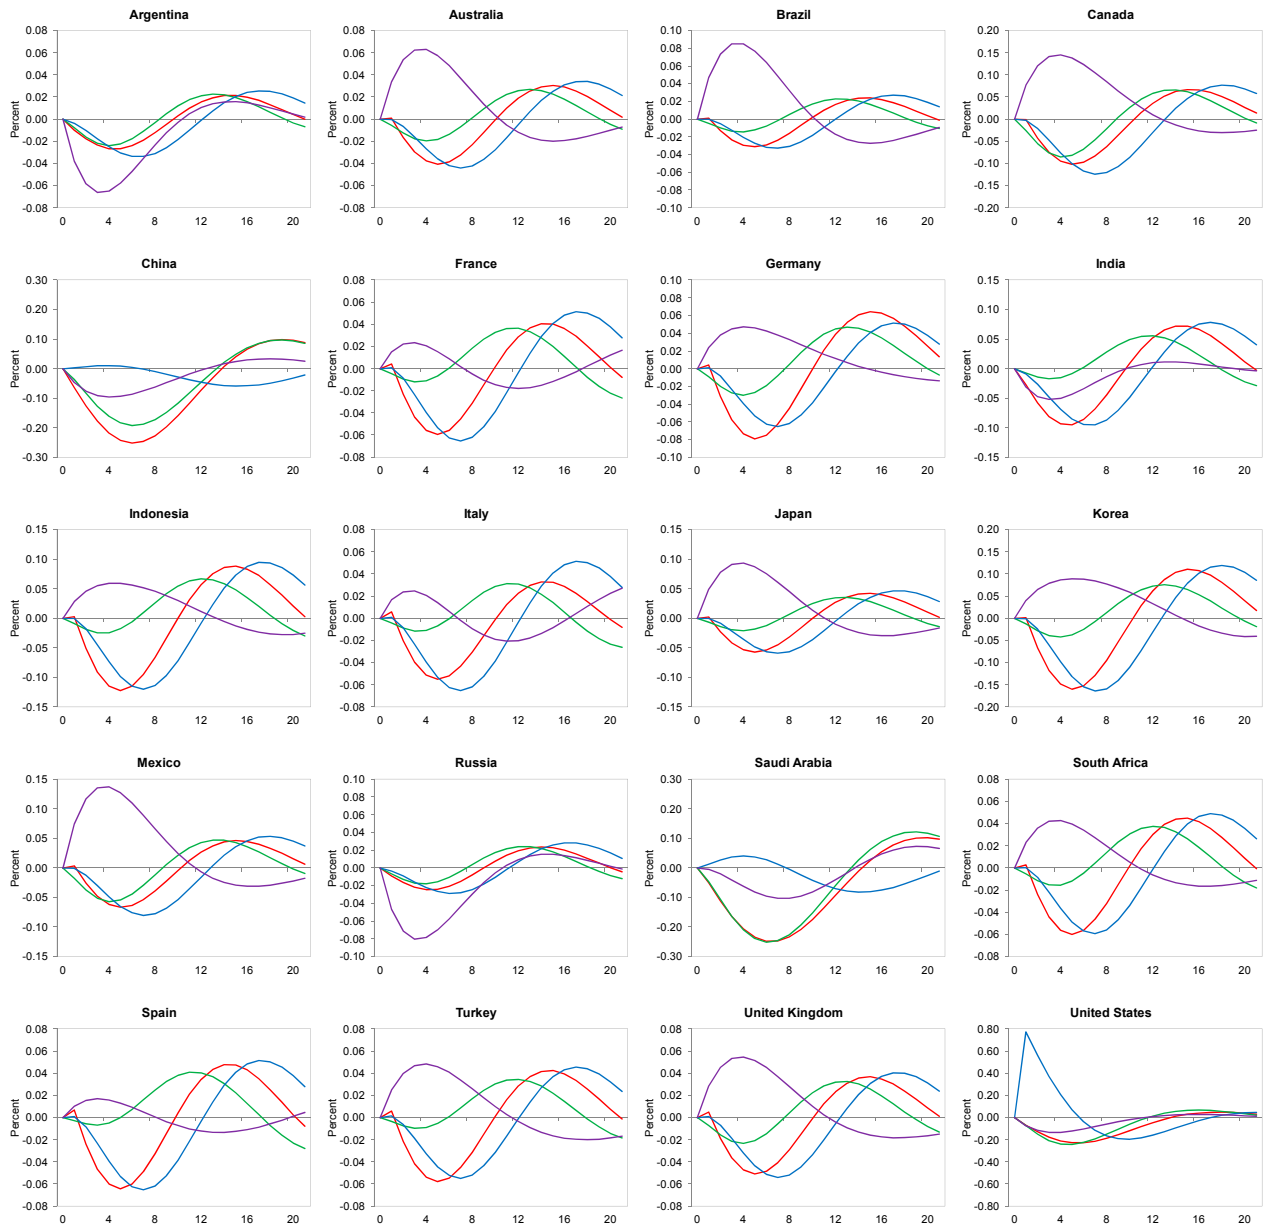 Argentina
Australia
Brazil
Canada
0.08
0.06
0.04
0.02
0.00
-0.02
-0.04
-0.06
-0.08
Percent
0 4 8 12 16 20
0.08
0.06
0.04
0.02
0.00
-0.02
-0.04
-0.06
-0.08
Percent
0 4 8 12 16 20
0.10
0.08
0.06
0.04
0.02
0.00
-0.02
-0.04
-0.06
-0.08
-0.10
Percent
0 4 8 12 16 20
0.20
0.15
0.10
0.05
0.00
-0.05
-0.10
-0.15
-0.20
Percent
0 4 8 12 16 20
China
France
Germany
India
0.30
0.20
0.10
0.00
-0.10
-0.20
-0.30
Percent
0 4 8 12 16 20
0.08
0.06
0.04
0.02
0.00
-0.02
-0.04
-0.06
-0.08
Percent
0 4 8 12 16 20
0.10
0.08
0.06
0.04
0.02
0.00
-0.02
-0.04
-0.06
-0.08
-0.10
Percent
0 4 8 12 16 20
0.15
0.10
0.05
0.00
-0.05
-0.10
-0.15
Percent
0 4 8 12 16 20
Indonesia
Italy
Japan
Korea
0.15
0.10
0.05
0.00
-0.05
-0.10
-0.15
Percent
0 4 8 12 16 20
0.08
0.06
0.04
0.02
0.00
-0.02
-0.04
-0.06
-0.08
Percent
0 4 8 12 16 20
0.15
0.10
0.05
0.00
-0.05
-0.10
-0.15
Percent
0 4 8 12 16 20
0.20
0.15
0.10
0.05
0.00
-0.05
-0.10
-0.15
-0.20
Percent
0 4 8 12 16 20
Mexico
Russia
Saudi Arabia
South Africa
0.15
0.10
0.05
0.00
-0.05
-0.10
-0.15
Percent
0 4 8 12 16 20
0.10
0.08
0.06
0.04
0.02
0.00
-0.02
-0.04
-0.06
-0.08
-0.10
Percent
0 4 8 12 16 20
0.30
0.20
0.10
0.00
-0.10
-0.20
-0.30
Percent
0 4 8 12 16 20
0.08
0.06
0.04
0.02
0.00
-0.02
-0.04
-0.06
-0.08
Percent
0 4 8 12 16 20
Spain
Turkey
United Kingdom
United States
0.08
0.06
0.04
0.02
0.00
-0.02
-0.04
-0.06
-0.08
Percent
0 4 8 12 16 20
0.08
0.06
0.04
0.02
0.00
-0.02
-0.04
-0.06
-0.08
Percent
0 4 8 12 16 20
0.08
0.06
0.04
0.02
0.00
-0.02
-0.04
-0.06
-0.08
Percent
0 4 8 12 16 20
0.80
0.60
0.40
0.20
0.00
-0.20
-0.40
-0.60
-0.80
Percent
0 4 8 12 16 20